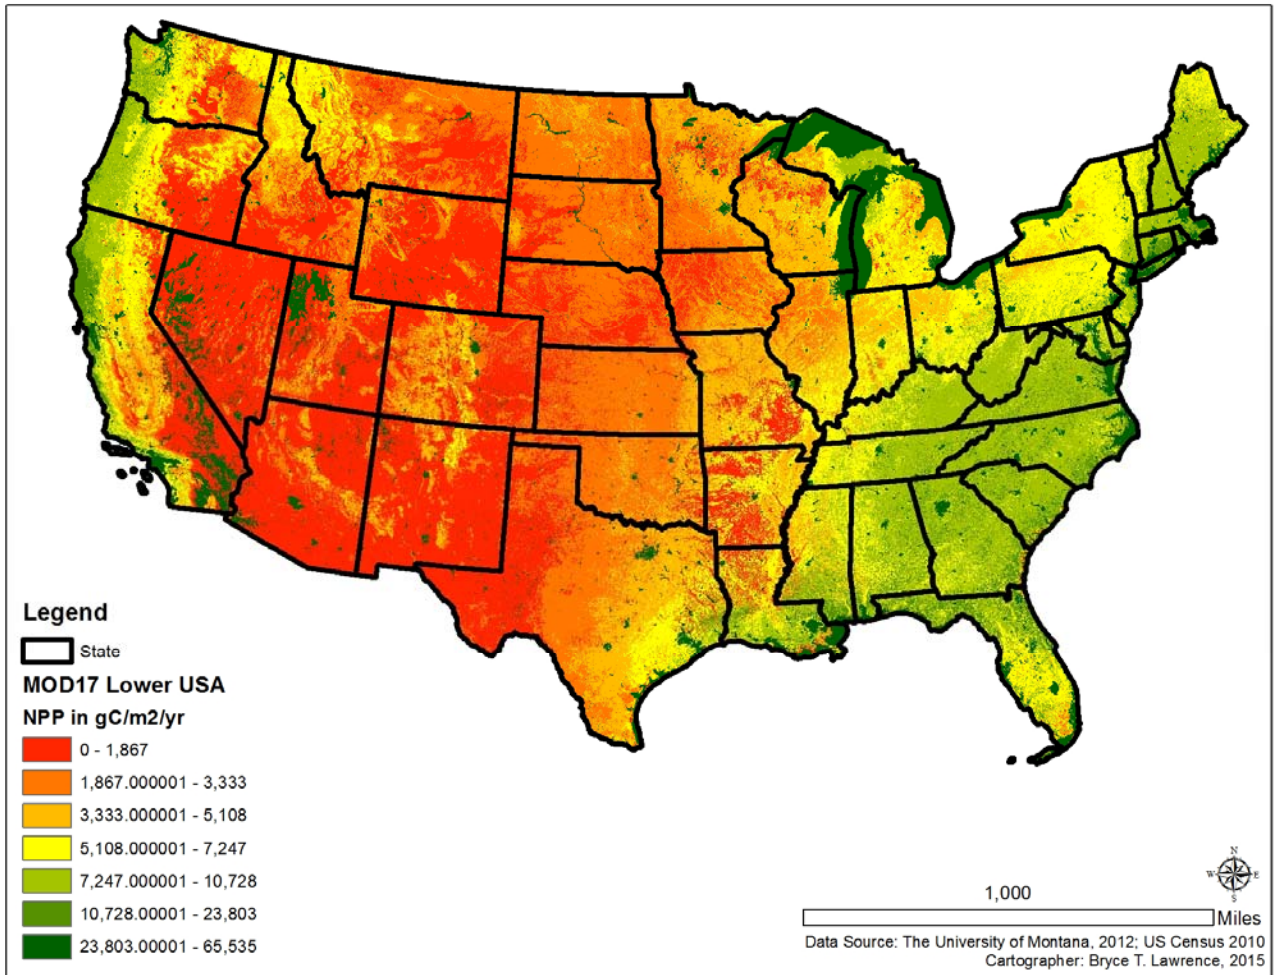 Legend
State
MOD17 Lower USA
NPP in gC/m2/yr
0 - 1,867
1,867.000001 - 3,333
3,333.000001 - 5,108
5,108.000001 - 7,247
7,247.000001 - 10,728
10,728.00001 - 23,803
23,803.00001 - 65,535
N
W E
S
1,000
Miles
Data Source: The University of Montana, 2012; US Census 2010
Cartographer: Bryce T. Lawrence, 2015